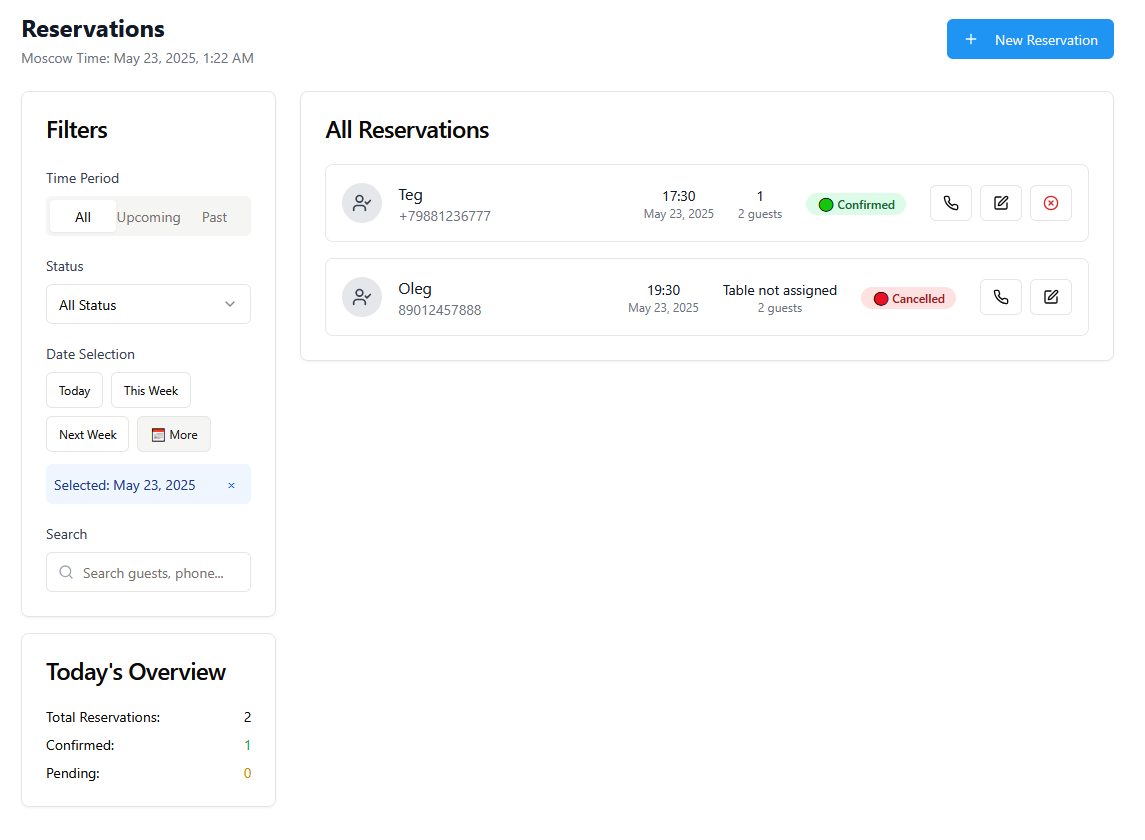 Reservations
Moscow Time: May 23, 2025, 1:22 AM
New Reservation
Filters
Time Period
All Upcoming Past
Status
All Status
Date Selection
Today This Week
Next Week More
Selected: May 23, 2025 ×
Search
Search guests, phone...
Today's Overview
Total Reservations: 2
Confirmed: 1
Pending: 0
All Reservations
Teg
+79881236777
17:30
May 23, 2025
1
2 guests
Confirmed
Oleg
89012457888
19:30
May 23, 2025
Table not assigned
2 guests
Cancelled